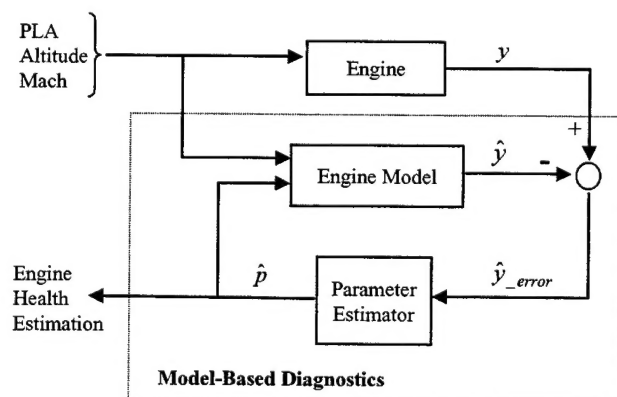 PLA
Altitude
Mach
Engine
y
+
Engine Model
ŷ
-
Engine
Health
Estimation
p̂
Parameter
Estimator
ŷ_error
Model-Based Diagnostics